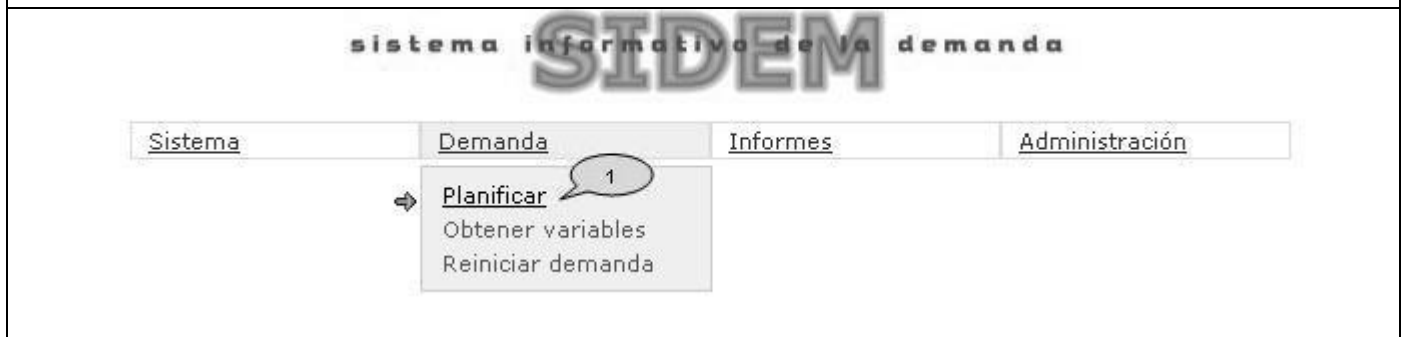 sistema informativo de la demanda
SIDEM
Sistema Demanda Informes Administración
1
Planificar
Obtener variables
Reiniciar demanda